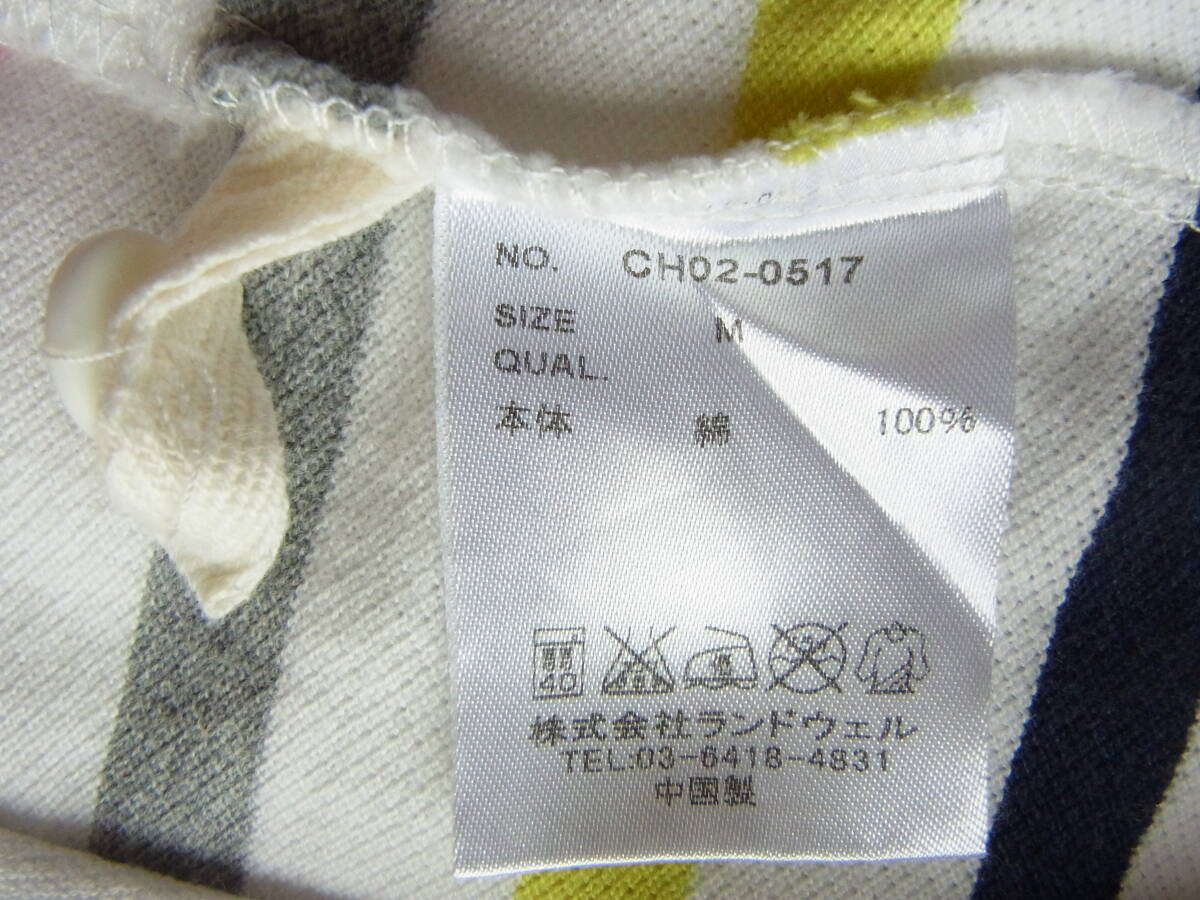 NO. CH02-0517
SIZE M
QUAL.
本体 綿 100%
40
株式会社ランドウェル
TEL:03-6418-4831
中国製